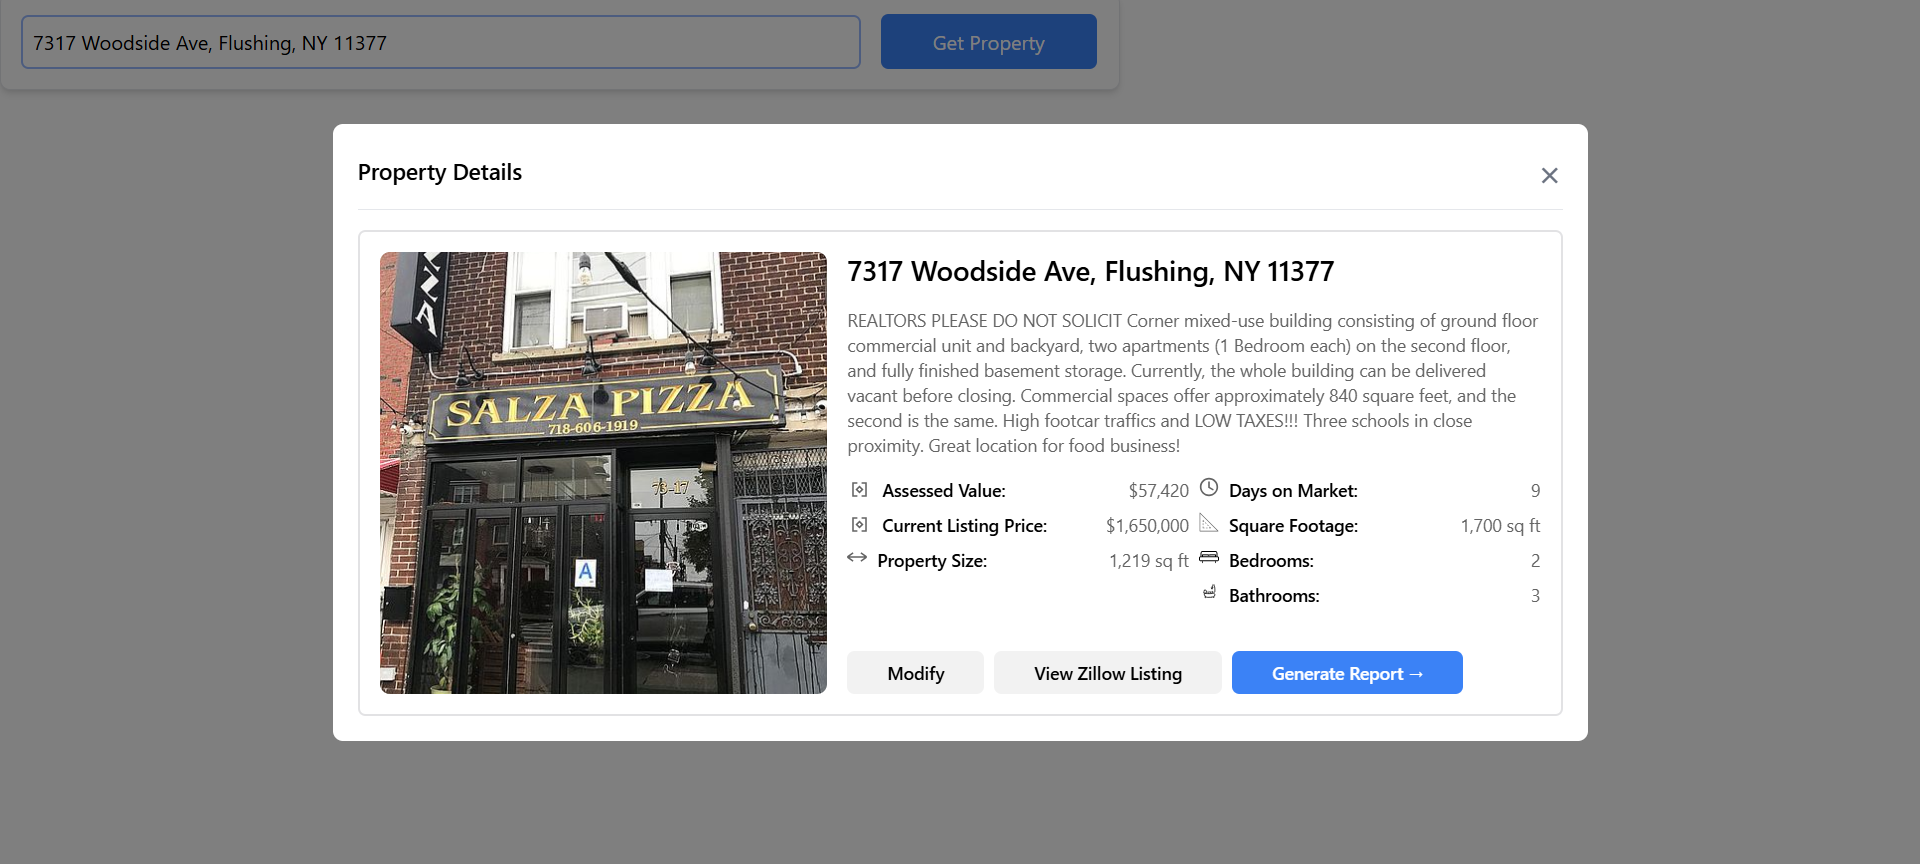 7317 Woodside Ave, Flushing, NY 11377
Get Property
Property Details
7317 Woodside Ave, Flushing, NY 11377
REALTORS PLEASE DO NOT SOLICIT Corner mixed-use building consisting of ground floor
commercial unit and backyard, two apartments (1 Bedroom each) on the second floor,
and fully finished basement storage. Currently, the whole building can be delivered
vacant before closing. Commercial spaces offer approximately 840 square feet, and the
second is the same. High footcar traffics and LOW TAXES!!! Three schools in close
proximity. Great location for food business!
Assessed Value: $57,420
Days on Market: 9
Current Listing Price: $1,650,000
Square Footage: 1,700 sq ft
Property Size: 1,219 sq ft
Bedrooms: 2
Bathrooms: 3
Modify
View Zillow Listing
Generate Report →
ZZA
SALZA PIZZA
718-606-1919
73-17
A